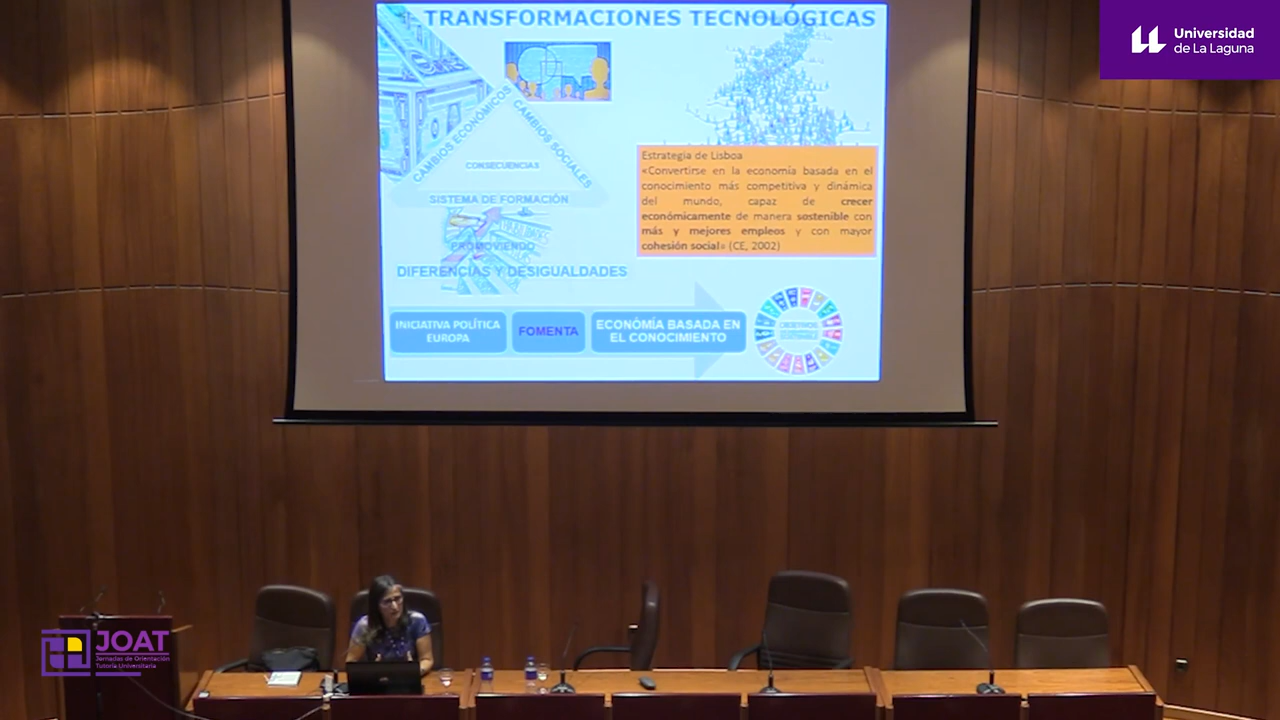 TRANSFORMACIONES TECNOLÓGICAS
Universidad
de La Laguna
CAMBIOS ECONÓMICOS
CAMBIOS SOCIALES
CONSECUENCIAS
SISTEMA DE FORMACIÓN
PROMOVIENDO
DIFERENCIAS Y DESIGUALDADES
Estrategia de Lisboa
«Convertirse en la economía basada en el
conocimiento más competitiva y dinámica
del mundo, capaz de crecer
económicamente de manera sostenible con
más y mejores empleos y con mayor
cohesión social» (CE, 2002)
INICIATIVA POLÍTICA
EUROPA
FOMENTA
ECONÓMÍA BASADA EN
EL CONOCIMIENTO
JOAT
Jornadas de Orientación
Tutoría Universitaria